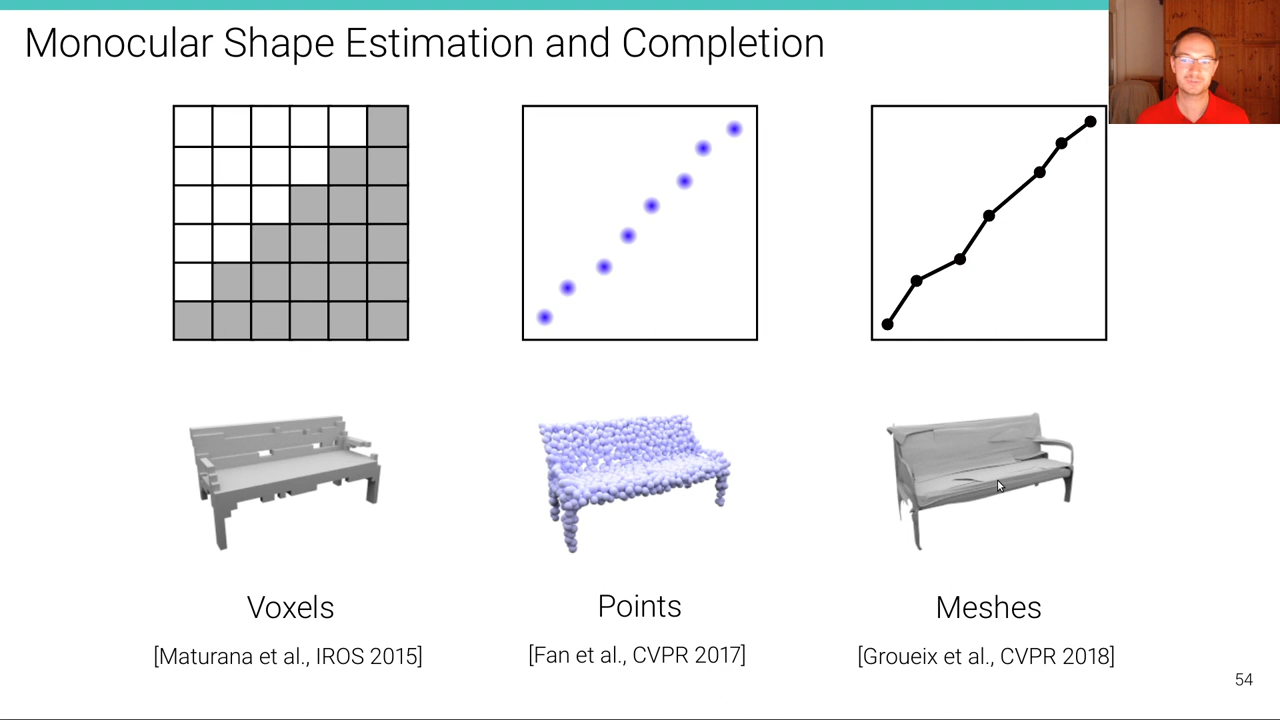 Monocular Shape Estimation and Completion
Voxels
Points
Meshes
[Maturana et al., IROS 2015]
[Fan et al., CVPR 2017]
[Groueix et al., CVPR 2018]
54